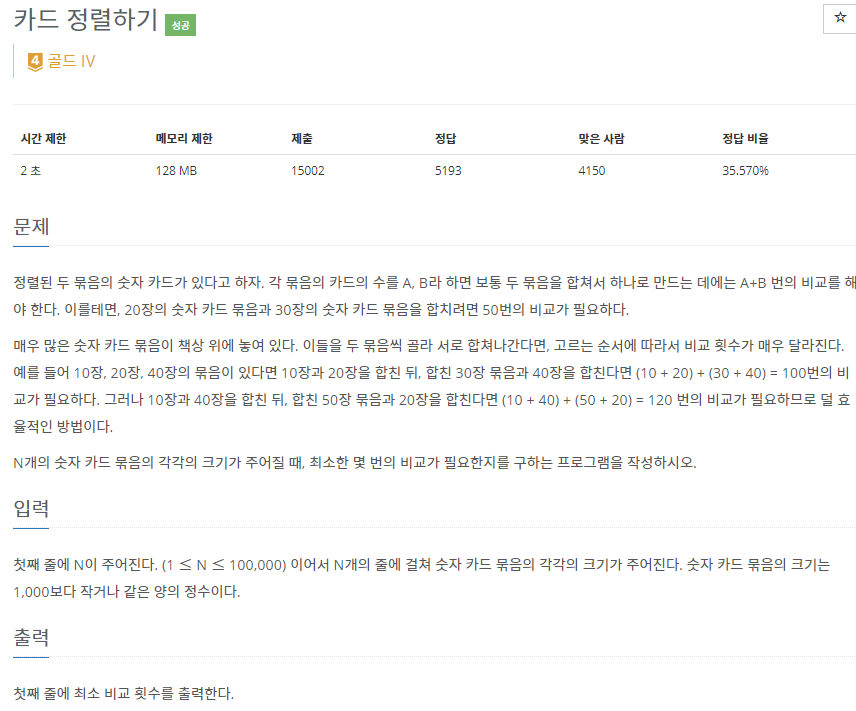 카드 정렬하기 성공
☆
4 골드 IV
시간 제한 메모리 제한 제출 정답 맞은 사람 정답 비율
2 초 128 MB 15002 5193 4150 35.570%
문제
정렬된 두 묶음의 숫자 카드가 있다고 하자. 각 묶음의 카드의 수를 A, B라 하면 보통 두 묶음을 합쳐서 하나로 만드는 데에는 A+B 번의 비교를 해
야 한다. 이를테면, 20장의 숫자 카드 묶음과 30장의 숫자 카드 묶음을 합치려면 50번의 비교가 필요하다.
매우 많은 숫자 카드 묶음이 책상 위에 놓여 있다. 이들을 두 묶음씩 골라 서로 합쳐나간다면, 고르는 순서에 따라서 비교 횟수가 매우 달라진다.
예를 들어 10장, 20장, 40장의 묶음이 있다면 10장과 20장을 합친 뒤, 합친 30장 묶음과 40장을 합친다면 (10 + 20) + (30 + 40) = 100번의 비
교가 필요하다. 그러나 10장과 40장을 합친 뒤, 합친 50장 묶음과 20장을 합친다면 (10 + 40) + (50 + 20) = 120 번의 비교가 필요하므로 덜 효
율적인 방법이다.
N개의 숫자 카드 묶음의 각각의 크기가 주어질 때, 최소한 몇 번의 비교가 필요한지를 구하는 프로그램을 작성하시오.
입력
첫째 줄에 N이 주어진다. (1 ≤ N ≤ 100,000) 이어서 N개의 줄에 걸쳐 숫자 카드 묶음의 각각의 크기가 주어진다. 숫자 카드 묶음의 크기는
1,000보다 작거나 같은 양의 정수이다.
출력
첫째 줄에 최소 비교 횟수를 출력한다.